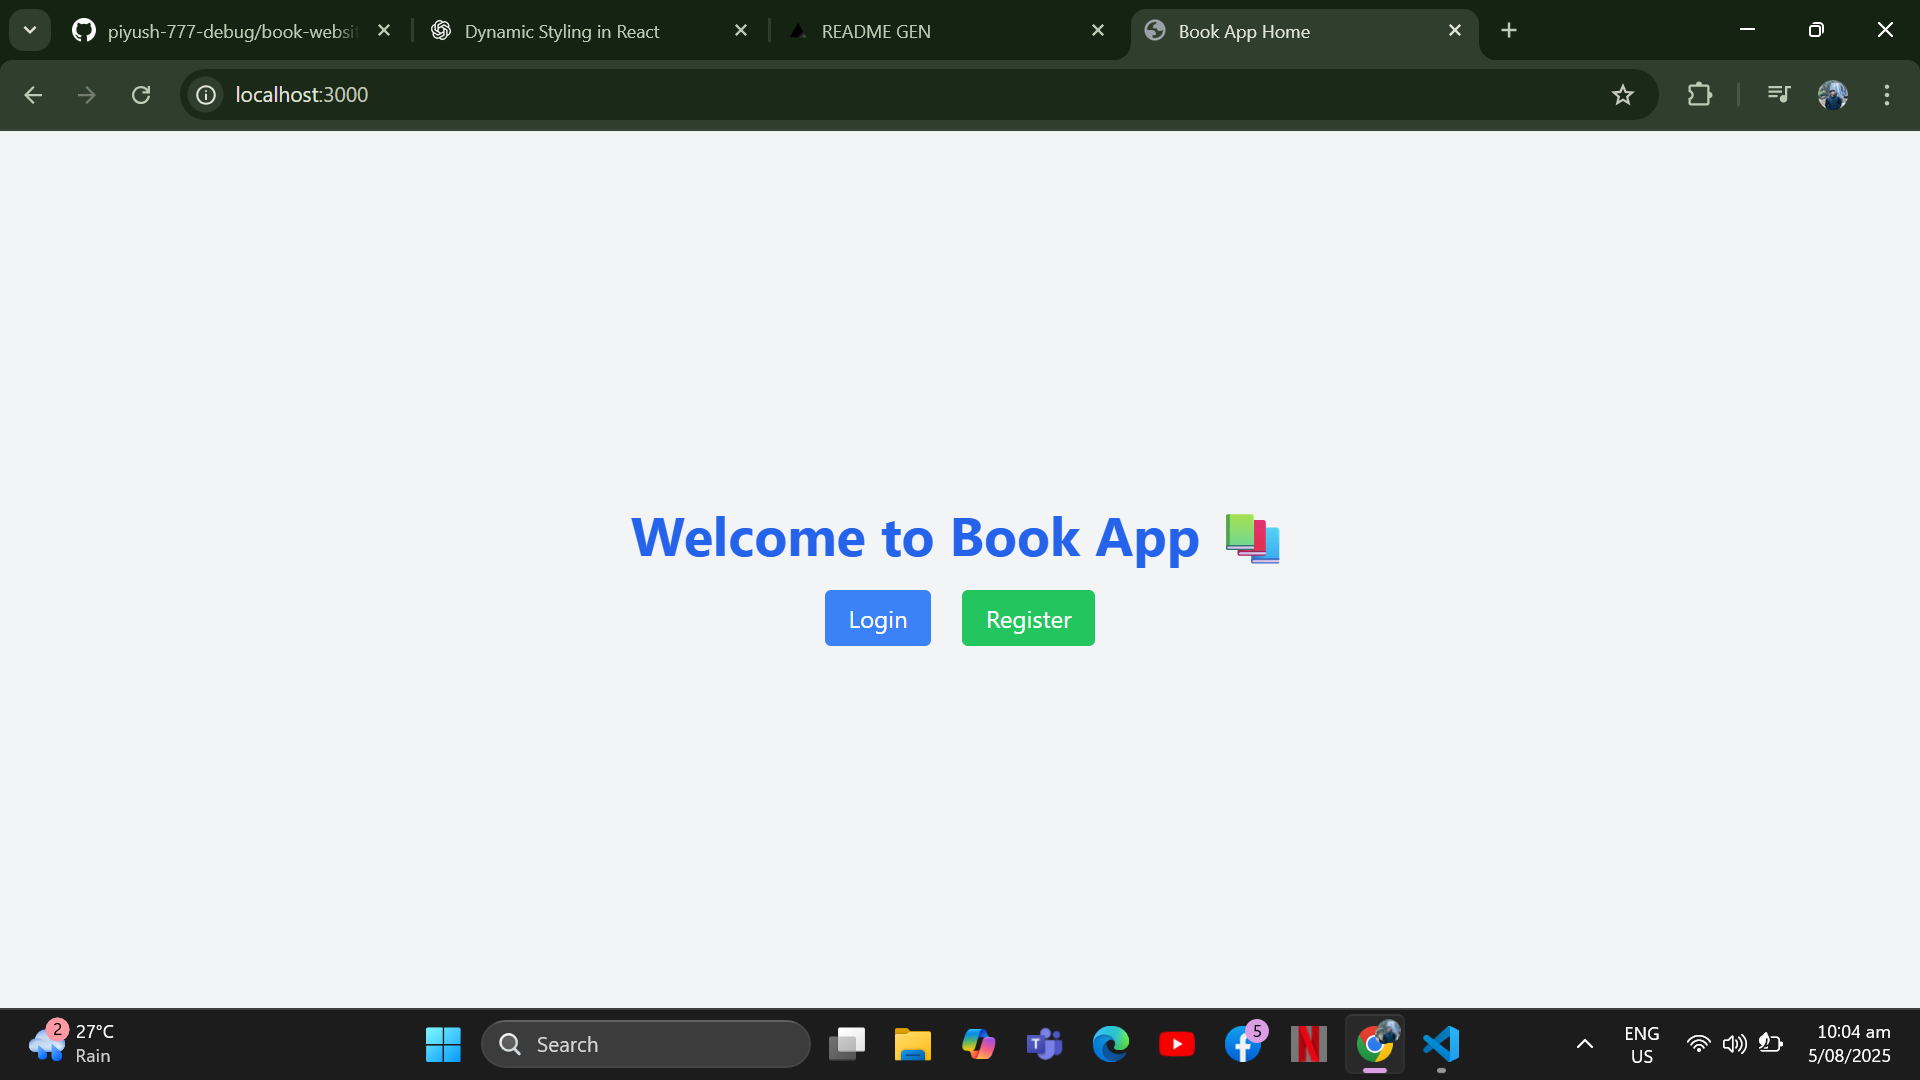 piyush-777-debug/book-websit
Dynamic Styling in React
README GEN
Book App Home
localhost:3000
Welcome to Book App
Login
Register
2
27°C
Rain
Search
T
5
N
ENG
US
10:04 am
5/08/2025